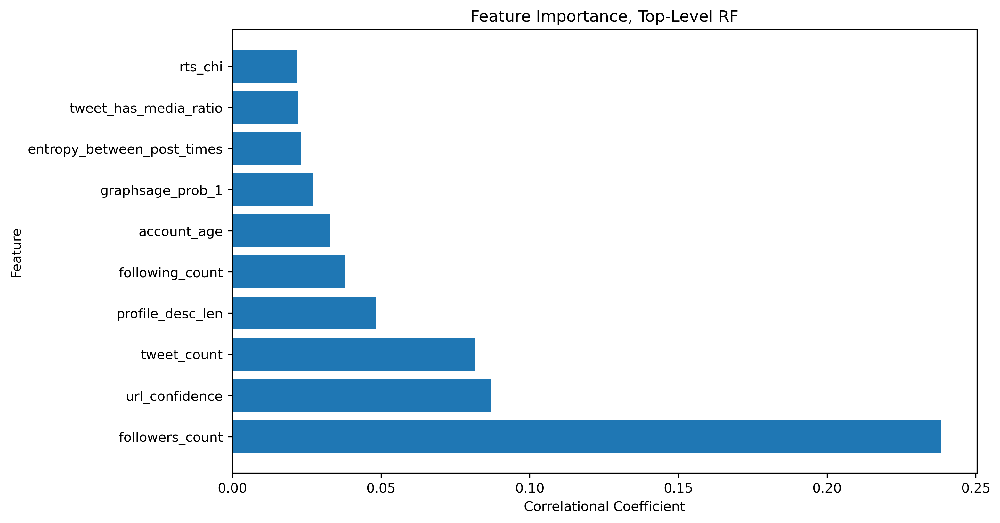 Feature Importance, Top-Level RF
rts_chi
tweet_has_media_ratio
entropy_between_post_times
graphsage_prob_1
account_age
following_count
profile_desc_len
tweet_count
url_confidence
followers_count
Feature
0.00 0.05 0.10 0.15 0.20 0.25
Correlational Coefficient